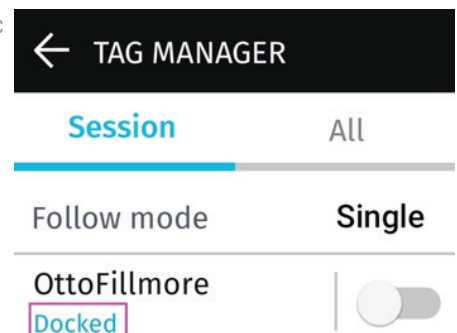 ← TAG MANAGER
Session All
Follow mode Single
OttoFillmore
Docked